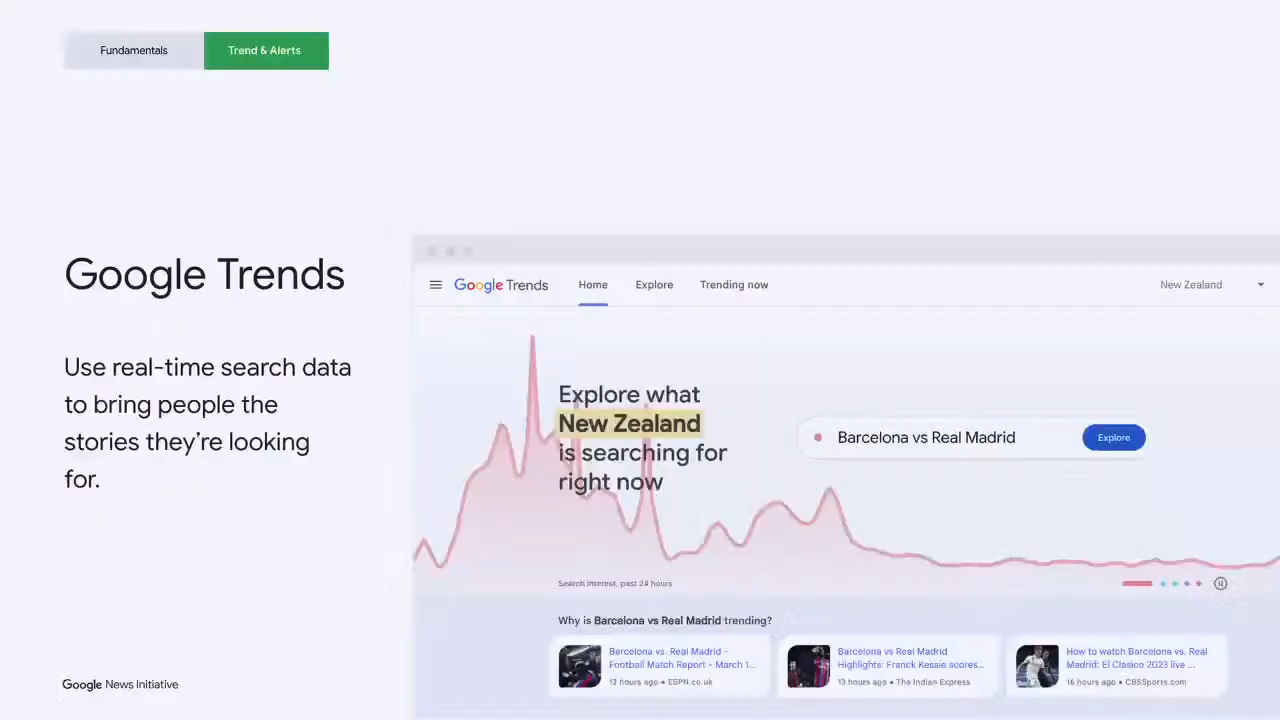 Fundamentals
Trend & Alerts
Google Trends
Use real-time search data
to bring people the
stories they're looking
for.
Google Trends
Home
Explore
Trending now
New Zealand
Explore what
New Zealand
is searching for
right now
Barcelona vs Real Madrid
Explore
Search interest, past 24 hours
Why is Barcelona vs Real Madrid trending?
Barcelona vs. Real Madrid -
Football Match Report - March 1...
13 hours ago • ESPN.co.uk
Barcelona vs Real Madrid
Highlights: Franck Kessie scores...
13 hours ago • The Indian Express
How to watch Barcelona vs. Real
Madrid: El Clasico 2023 live ...
16 hours ago • CBSSports.com
Google News Initiative